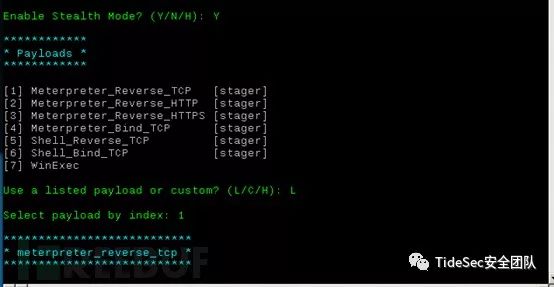 Enable Stealth Mode? (Y/N/H): Y
************
* Payloads *
************
[1] Meterpreter_Reverse_TCP   [stager]
[2] Meterpreter_Reverse_HTTP  [stager]
[3] Meterpreter_Reverse_HTTPS [stager]
[4] Meterpreter_Bind_TCP      [stager]
[5] Shell_Reverse_TCP         [stager]
[6] Shell_Bind_TCP            [stager]
[7] WinExec
Use a listed payload or custom? (L/C/H): L
Select payload by index: 1
***************************
* meterpreter_reverse_tcp *
***************************
TideSec安全团队